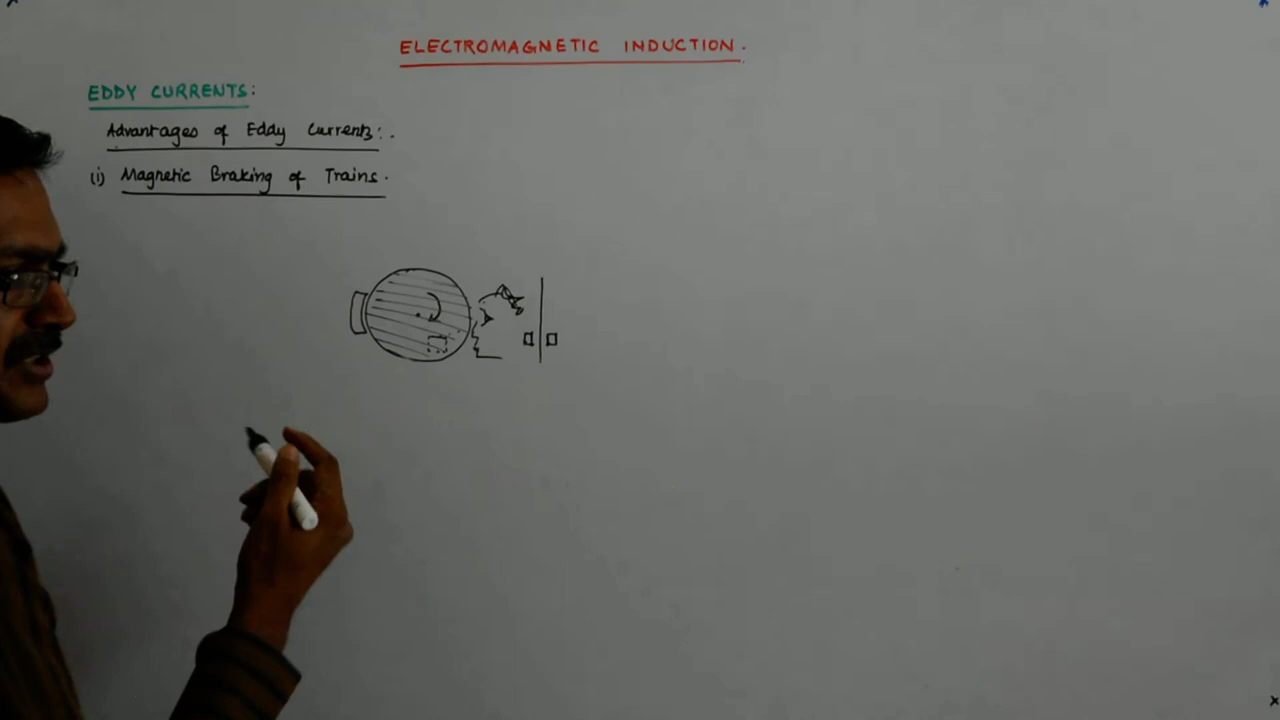 ELECTROMAGNETIC INDUCTION.
EDDY CURRENTS:
Advantages of Eddy Currents:.
(i) Magnetic Braking of Trains.